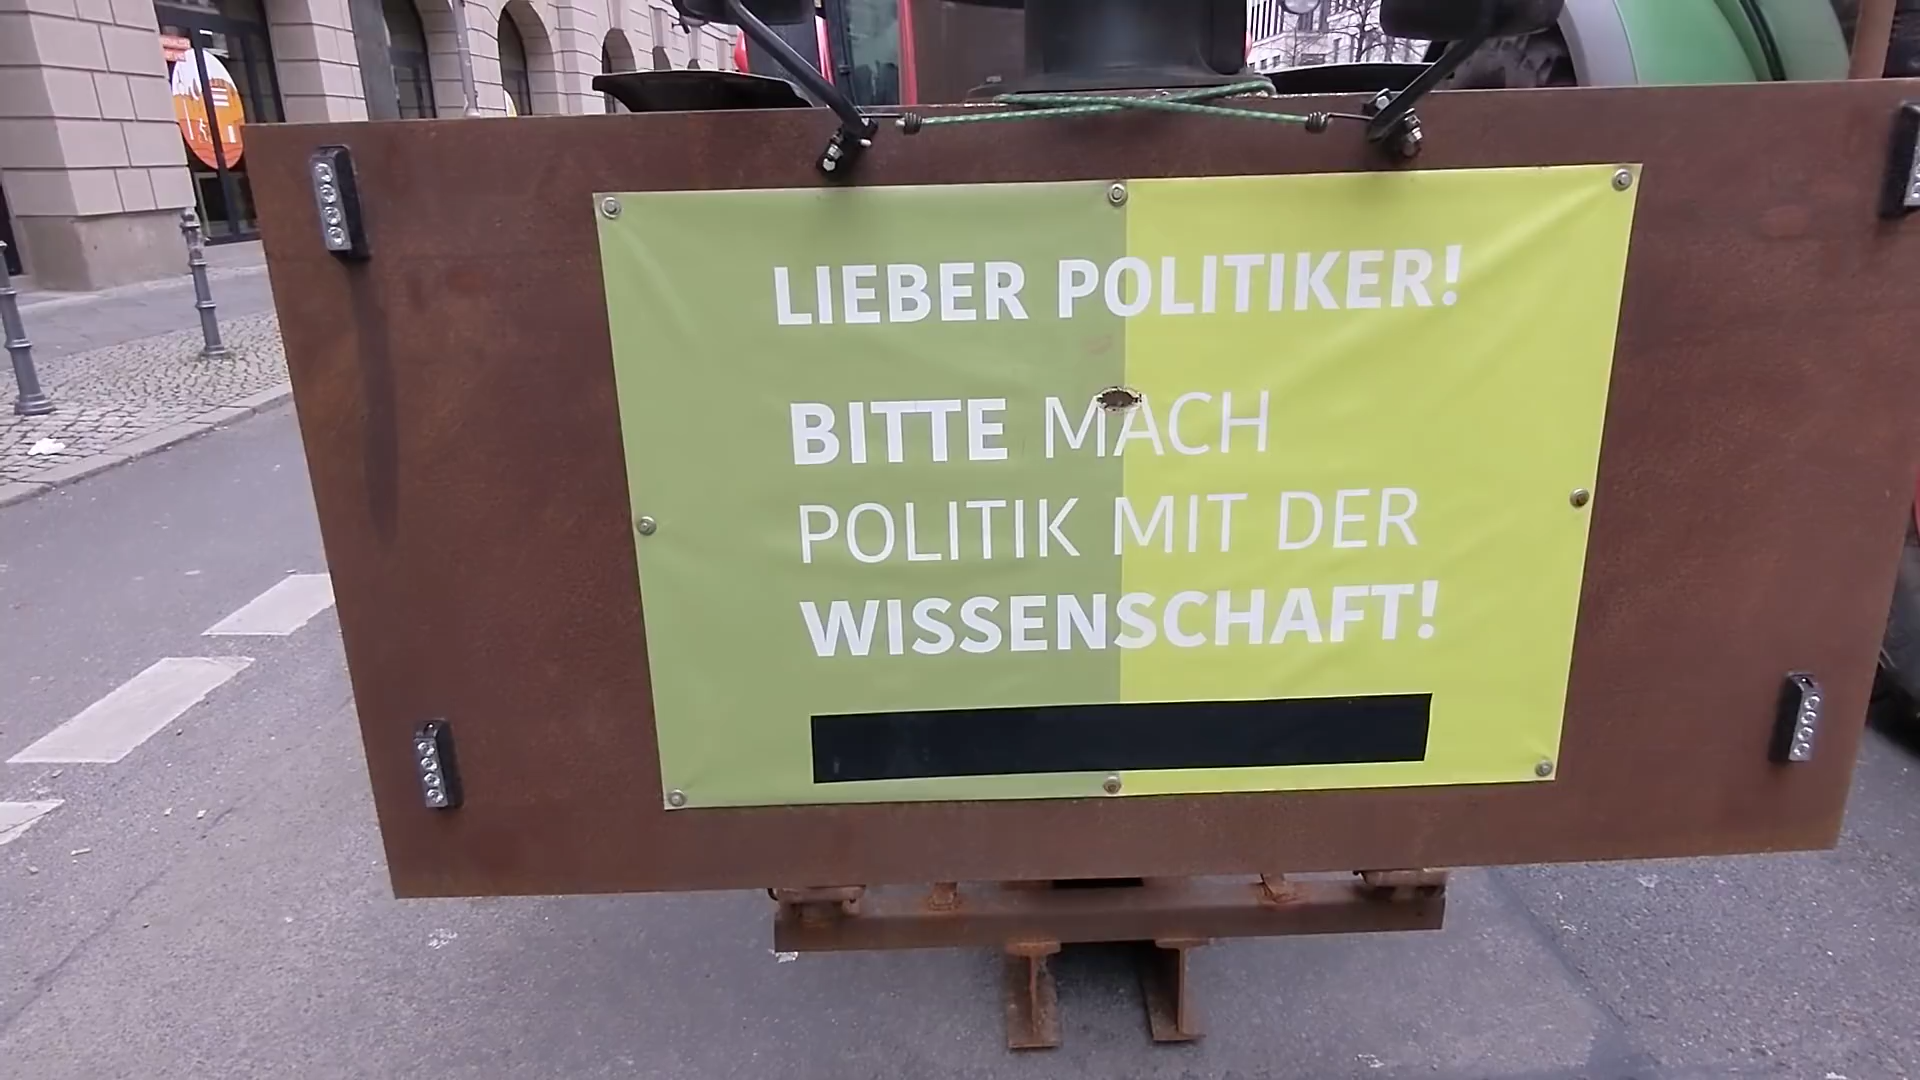 LIEBER POLITIKER!
BITTE MACH
POLITIK MIT DER
WISSENSCHAFT!